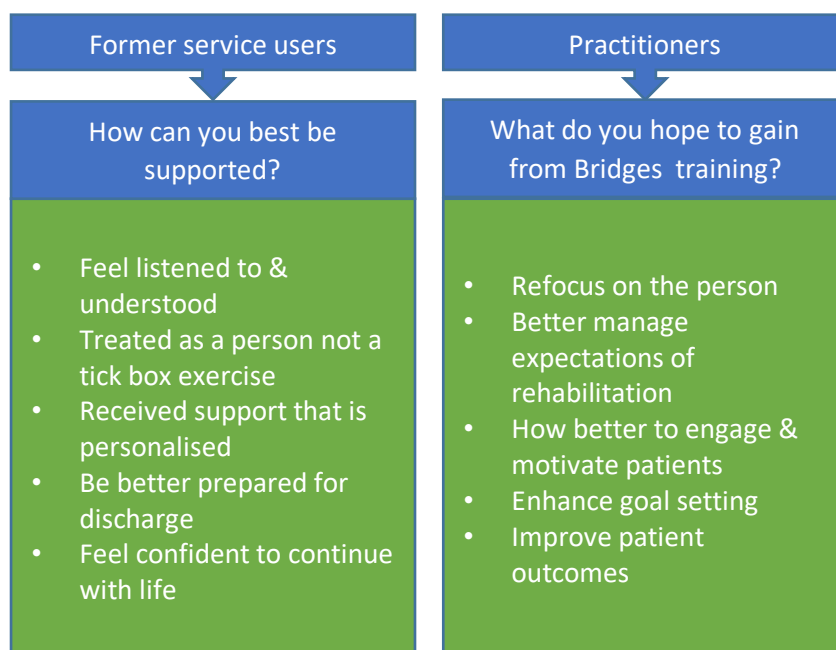 Former service users
How can you best be
supported?
• Feel listened to &
understood
• Treated as a person not a
tick box exercise
• Received support that is
personalised
• Be better prepared for
discharge
• Feel confident to continue
with life
Practitioners
What do you hope to gain
from Bridges training?
• Refocus on the person
• Better manage
expectations of
rehabilitation
• How better to engage &
motivate patients
• Enhance goal setting
• Improve patient
outcomes